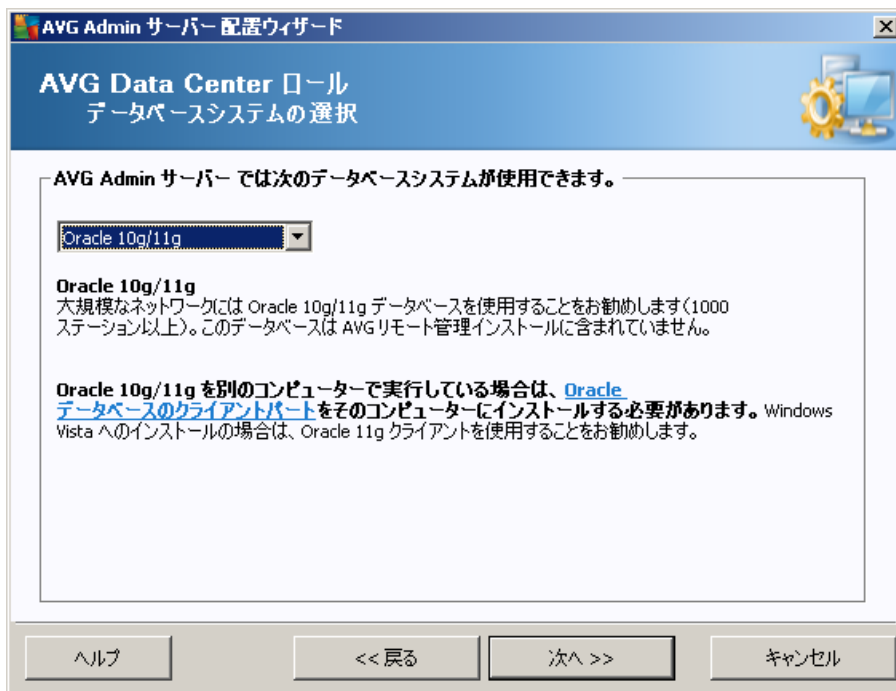 AVG Admin サーバー 配置ウィザード
AVG Data Center ロール
データベースシステムの選択
AVG Admin サーバー では次のデータベースシステムが使用できます。
Oracle 10g/11g
Oracle 10g/11g
大規模なネットワークには Oracle 10g/11g データベースを使用することをお勧めします(1000
ステーション以上)。このデータベースは AVG リモート管理インストールに含まれていません。
Oracle 10g/11g を別のコンピューターで実行している場合は、Oracle
データベースのクライアントパートをそのコンピューターにインストールする必要があります。Windows
Vista へのインストールの場合は、Oracle 11g クライアントを使用することをお勧めします。
ヘルプ
<< 戻る
次へ >>
キャンセル